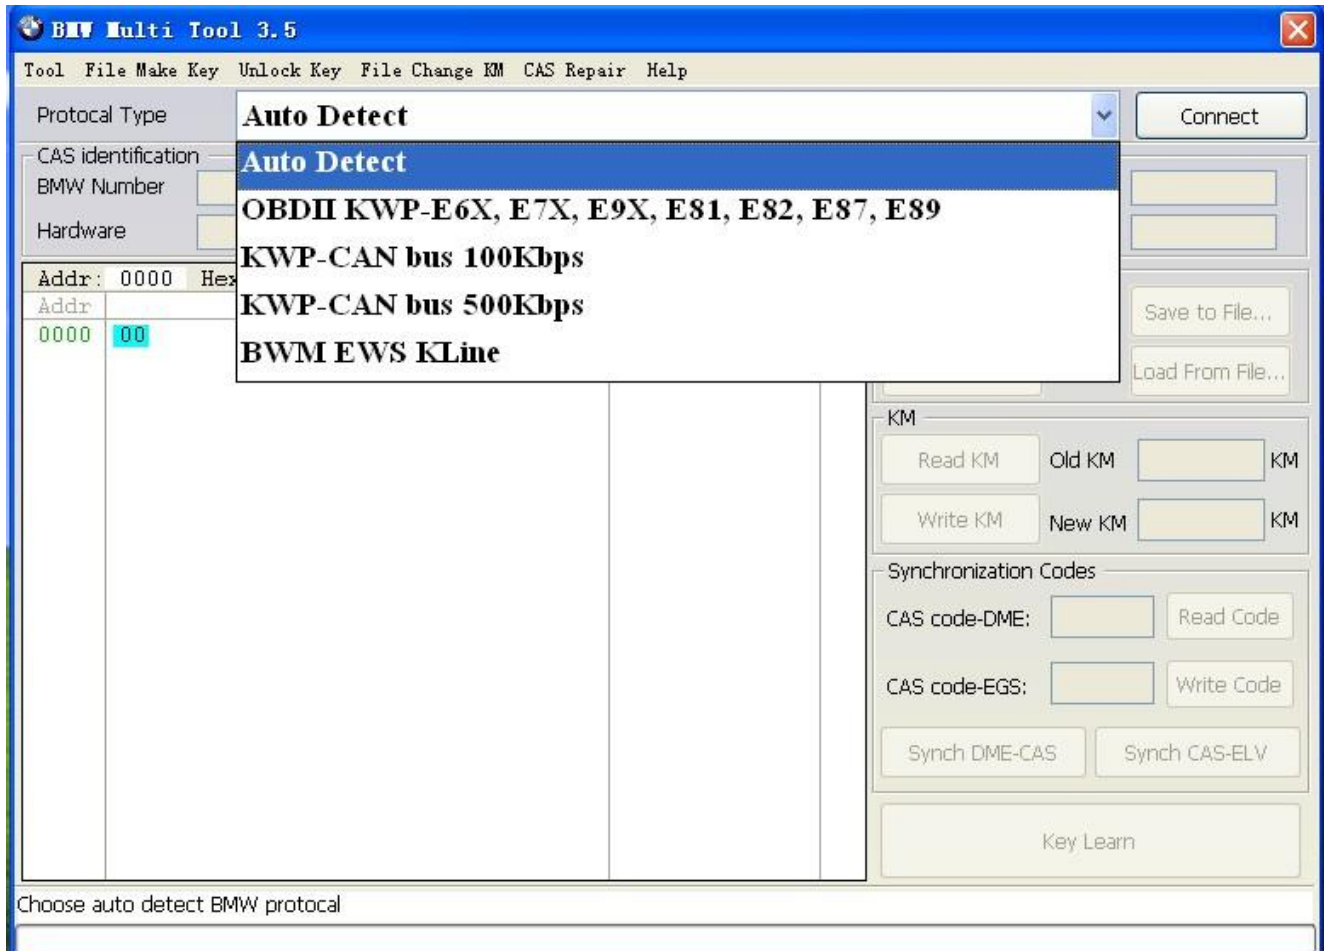 BMW Multi Tool 3.5
Tool File Make Key Unlock Key File Change KM CAS Repair Help
Protocal Type Auto Detect Connect
CAS identification
Auto Detect
BMW Number
OBDII KWP-E6X, E7X, E9X, E81, E82, E87, E89
Hardware
KWP-CAN bus 100Kbps
Addr: 0000 Hex
KWP-CAN bus 500Kbps
Addr
Save to File...
0000 00
BWM EWS KLine
Load From File...
KM
Read KM Old KM KM
Write KM New KM KM
Synchronization Codes
CAS code-DME: Read Code
CAS code-EGS: Write Code
Synch DME-CAS Synch CAS-ELV
Key Learn
Choose auto detect BMW protocal